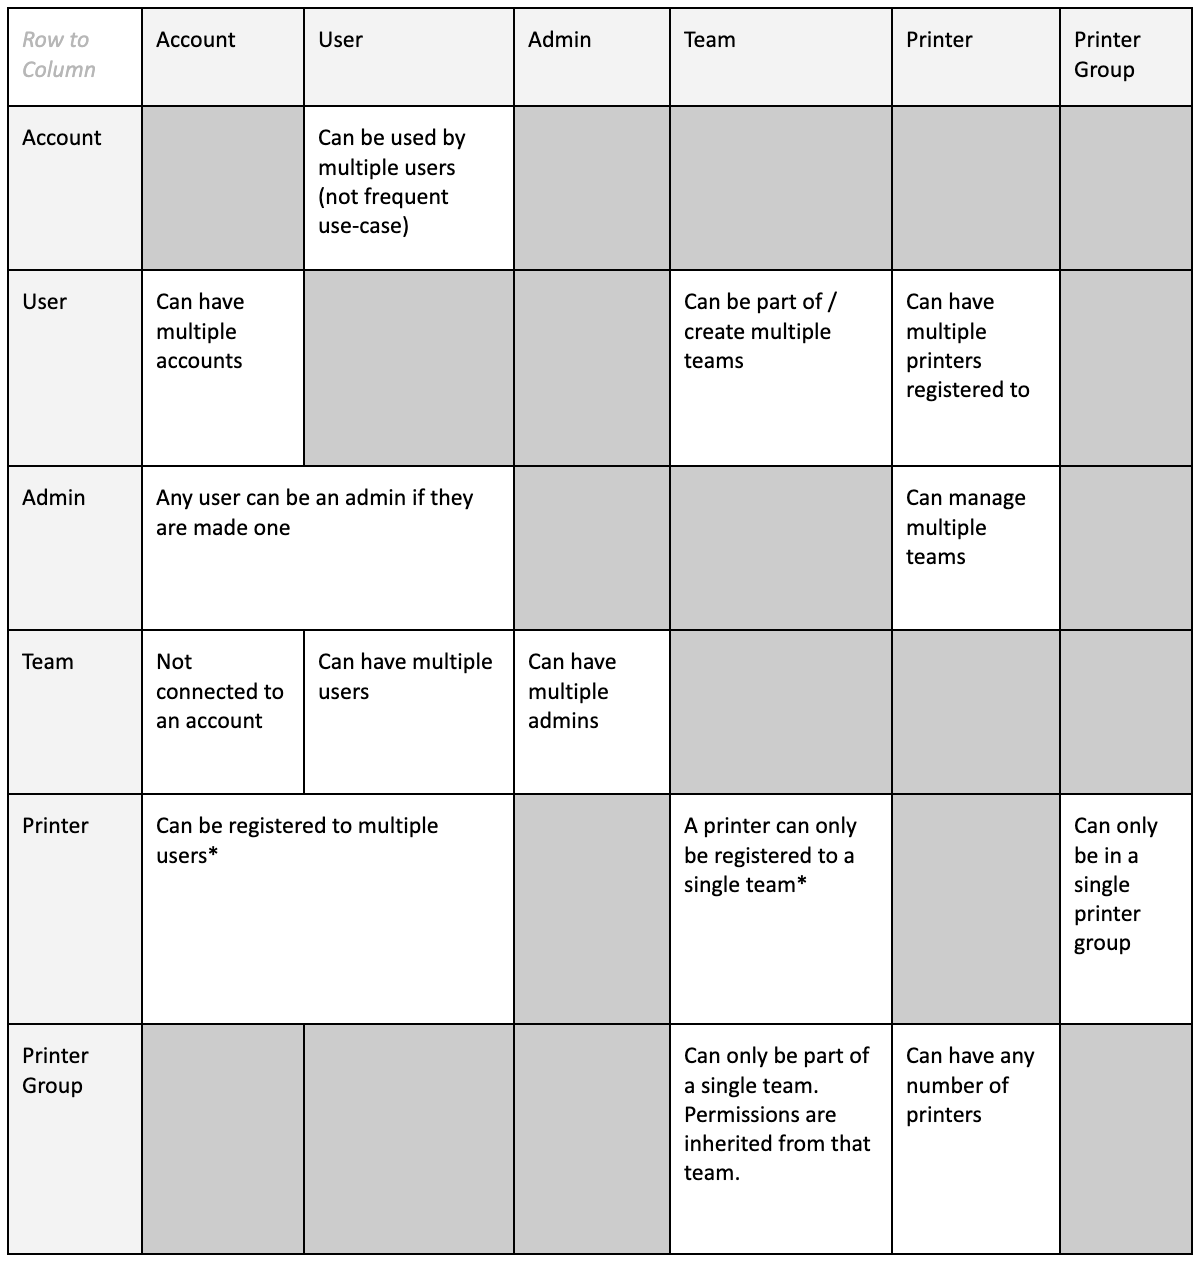 Row to
Column
Account
User
Admin
Team
Printer
Printer
Group
Account
Can be used by
multiple users
(not frequent
use-case)
User
Can have
multiple
accounts
Can be part of /
create multiple
teams
Can have
multiple
printers
registered to
Admin
Any user can be an admin if they
are made one
Can manage
multiple
teams
Team
Not
connected to
an account
Can have multiple
users
Can have
multiple
admins
Printer
Can be registered to multiple
users*
A printer can only
be registered to a
single team*
Can only
be in a
single
printer
group
Printer
Group
Can only be part of
a single team.
Permissions are
inherited from that
team.
Can have any
number of
printers